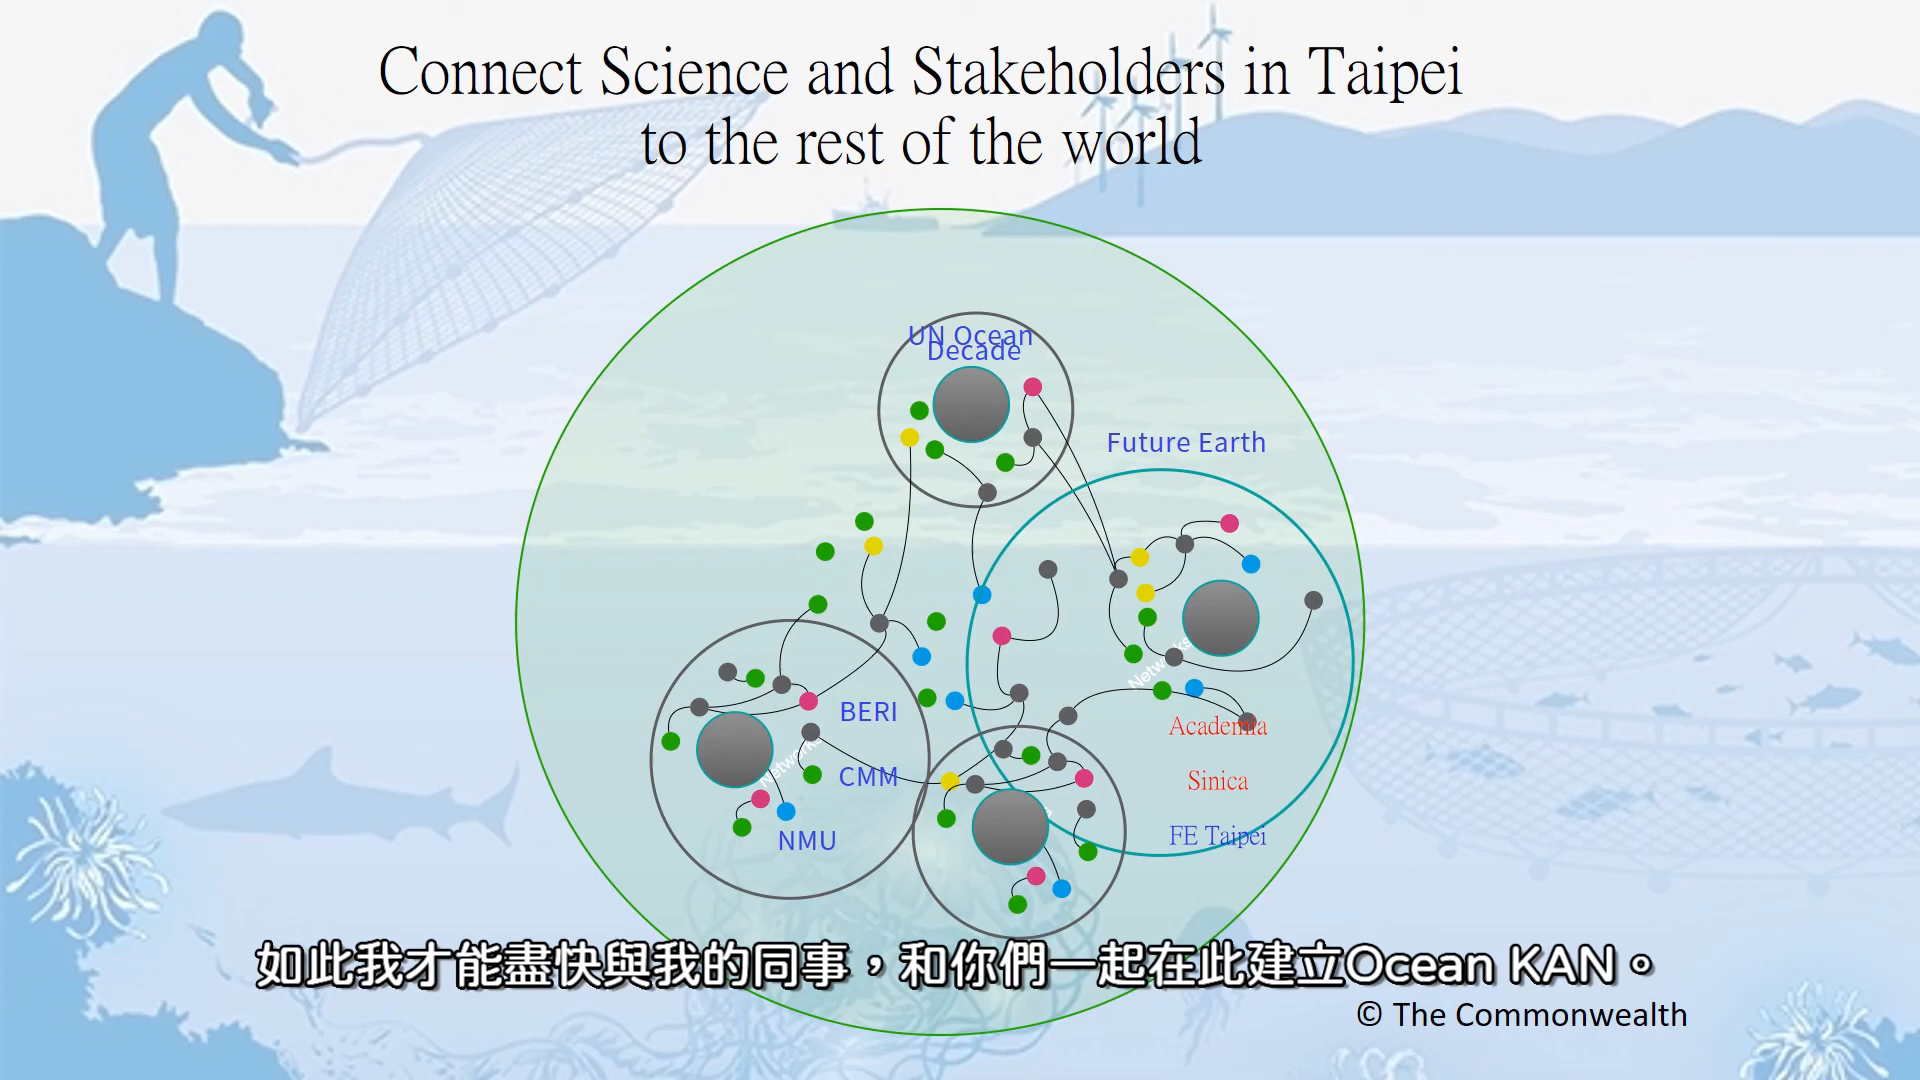 Connect Science and Stakeholders in Taipei
to the rest of the world
UN Ocean
Decade
Future Earth
Networks
BERI
Networks
CMM
NMU
Academia
Sinica
FE Taipei
如此我才能盡快與我的同事，和你們一起在此建立Ocean KAN。
© The Commonwealth